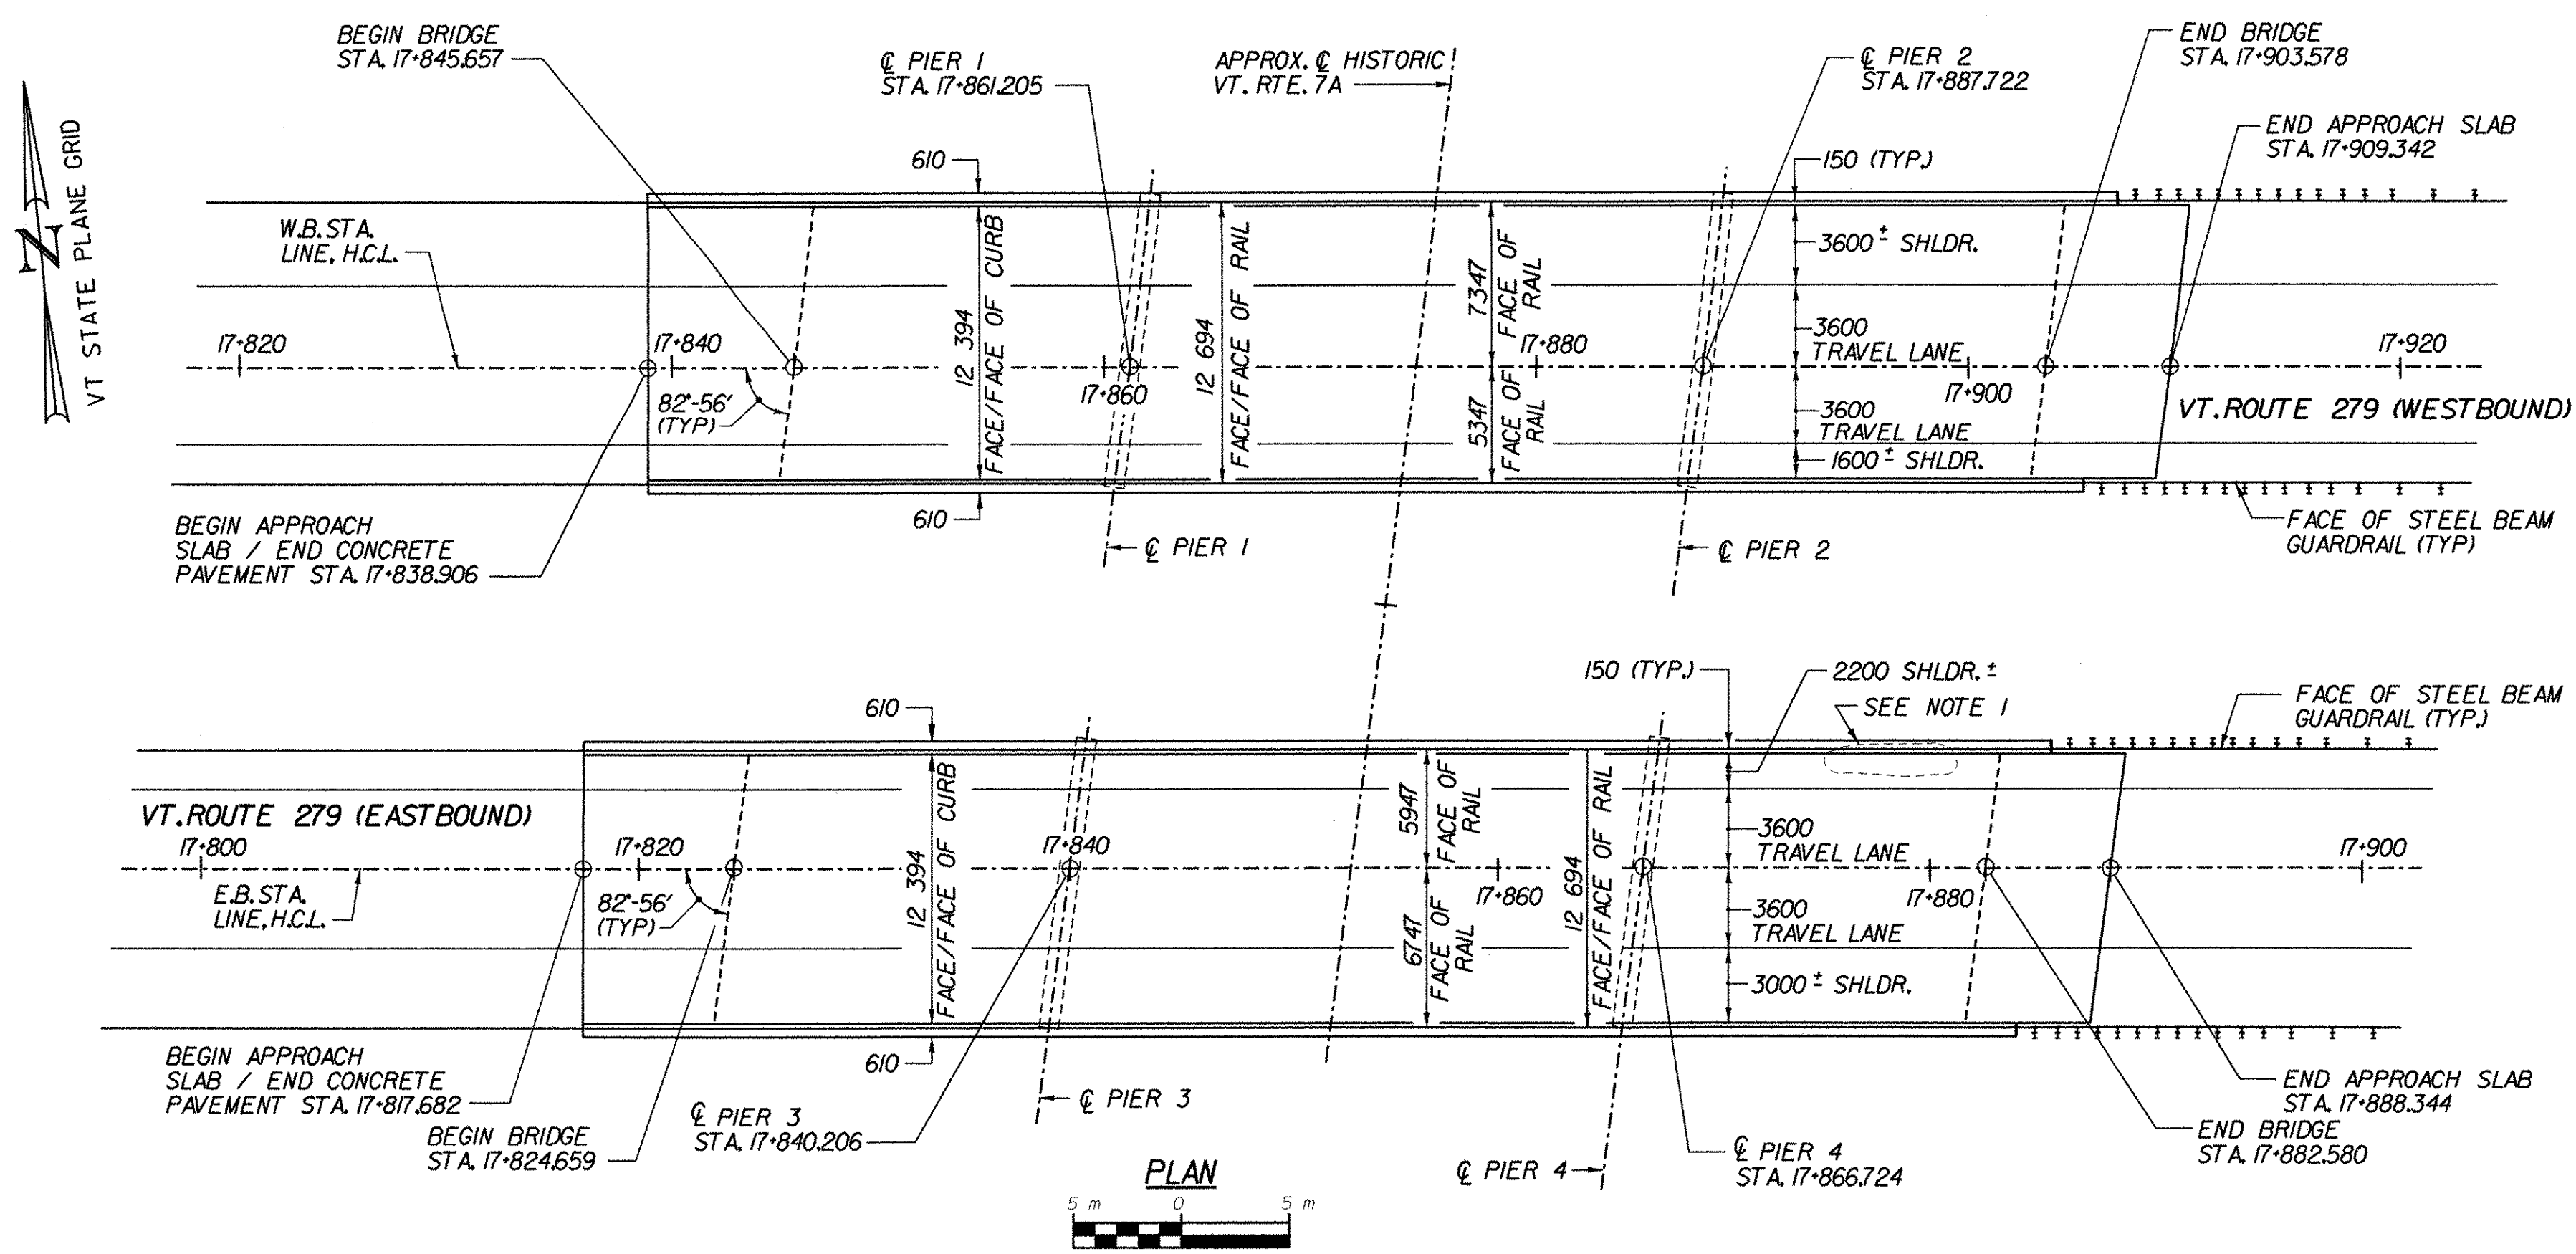 BEGIN BRIDGE
STA. 17+845.657
℄ PIER 1
STA. 17+861.205
APPROX. ℄ HISTORIC
VT. RTE. 7A
℄ PIER 2
STA. 17+887.722
END BRIDGE
STA. 17+903.578
END APPROACH SLAB
STA. 17+909.342
N
VT STATE PLANE GRID
610
150 (TYP.)
W.B. STA.
LINE, H.C.L.
12 394
FACE/FACE OF CURB
12 694
FACE/FACE OF RAIL
7347
FACE OF
RAIL
5347
FACE OF
RAIL
3600 ± SHLDR.
3600
TRAVEL LANE
3600
TRAVEL LANE
1600 ± SHLDR.
17+820
17+840
17+860
17+880
17+900
17+920
82°-56'
(TYP)
VT. ROUTE 279 (WESTBOUND)
610
BEGIN APPROACH
SLAB / END CONCRETE
PAVEMENT STA. 17+838.906
℄ PIER 1
℄ PIER 2
FACE OF STEEL BEAM
GUARDRAIL (TYP)
610
150 (TYP.)
2200 SHLDR. ±
SEE NOTE 1
FACE OF STEEL BEAM
GUARDRAIL (TYP.)
VT. ROUTE 279 (EASTBOUND)
17+800
17+820
17+840
17+860
17+880
17+900
E.B. STA.
LINE, H.C.L.
82°-56'
(TYP)
12 394
FACE/FACE OF CURB
5947
FACE OF
RAIL
6747
FACE OF
RAIL
12 694
FACE/FACE OF RAIL
3600
TRAVEL LANE
3600
TRAVEL LANE
3000 ± SHLDR.
610
BEGIN APPROACH
SLAB / END CONCRETE
PAVEMENT STA. 17+817.682
BEGIN BRIDGE
STA. 17+824.659
℄ PIER 3
STA. 17+840.206
℄ PIER 3
℄ PIER 4
℄ PIER 4
STA. 17+866.724
END APPROACH SLAB
STA. 17+888.344
END BRIDGE
STA. 17+882.580
PLAN
5 m 0 5 m